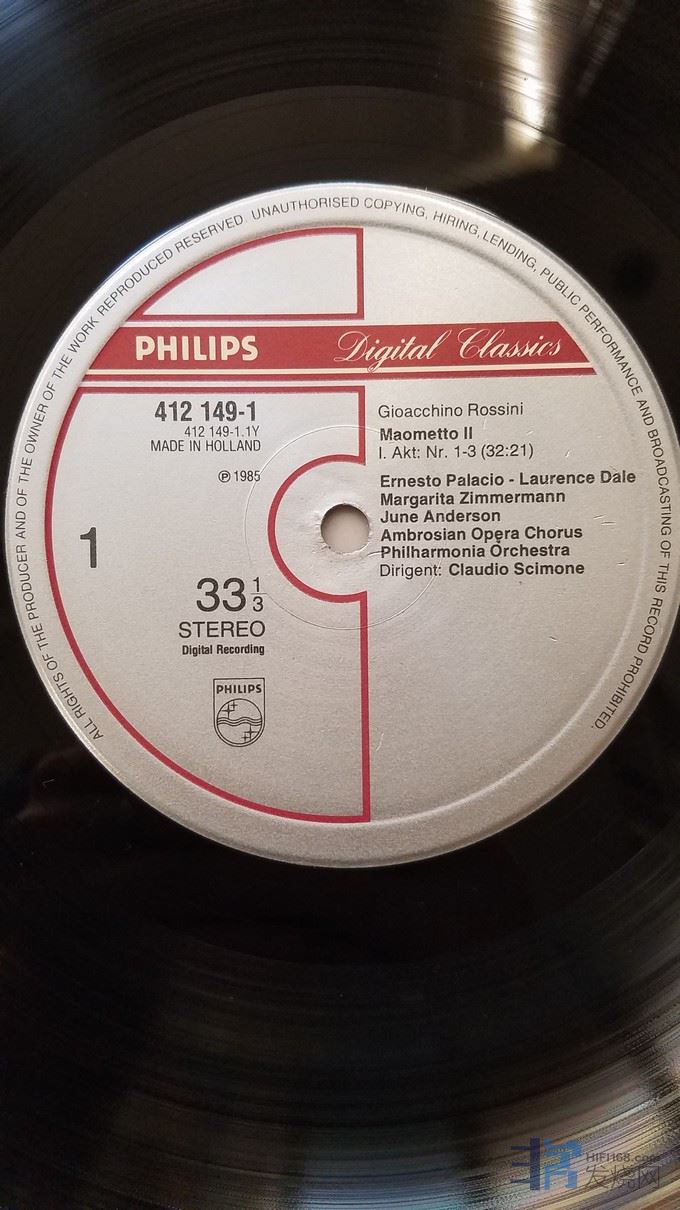 ALL RIGHTS OF THE PRODUCER AND OF THE OWNER OF THE WORK REPRODUCED RESERVED. UNAUTHORISED COPYING, HIRING, LENDING, PUBLIC PERFORMANCE AND BROADCASTING OF THIS RECORD PROHIBITED.
PHILIPS Digital Classics
412 149-1
412 149-1.1Y
MADE IN HOLLAND
℗ 1985
1
33 1/3
STEREO
Digital Recording
PHILIPS
Gioacchino Rossini
Maometto II
I. Akt: Nr. 1-3 (32:21)
Ernesto Palacio - Laurence Dale
Margarita Zimmermann
June Anderson
Ambrosian Opera Chorus
Philharmonia Orchestra
Dirigent: Claudio Scimone
HIFI168.com
发烧网